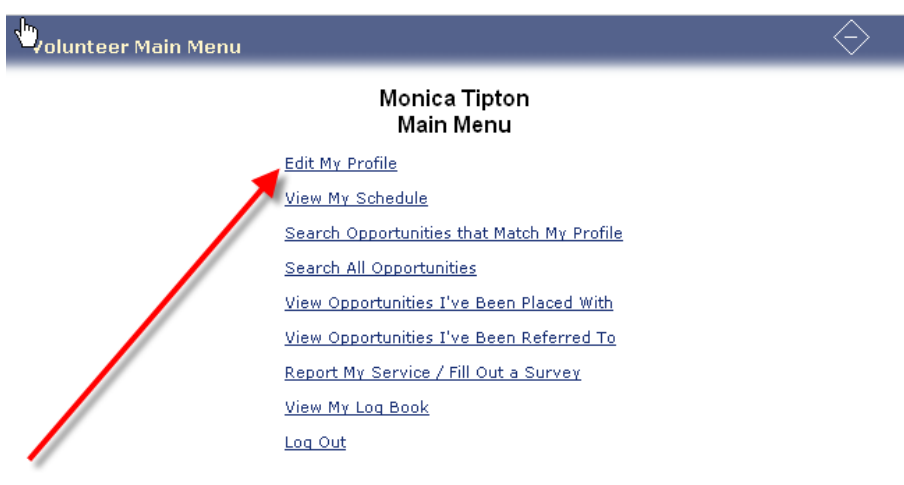 Volunteer Main Menu
Monica Tipton
Main Menu
Edit My Profile
View My Schedule
Search Opportunities that Match My Profile
Search All Opportunities
View Opportunities I've Been Placed With
View Opportunities I've Been Referred To
Report My Service / Fill Out a Survey
View My Log Book
Log Out